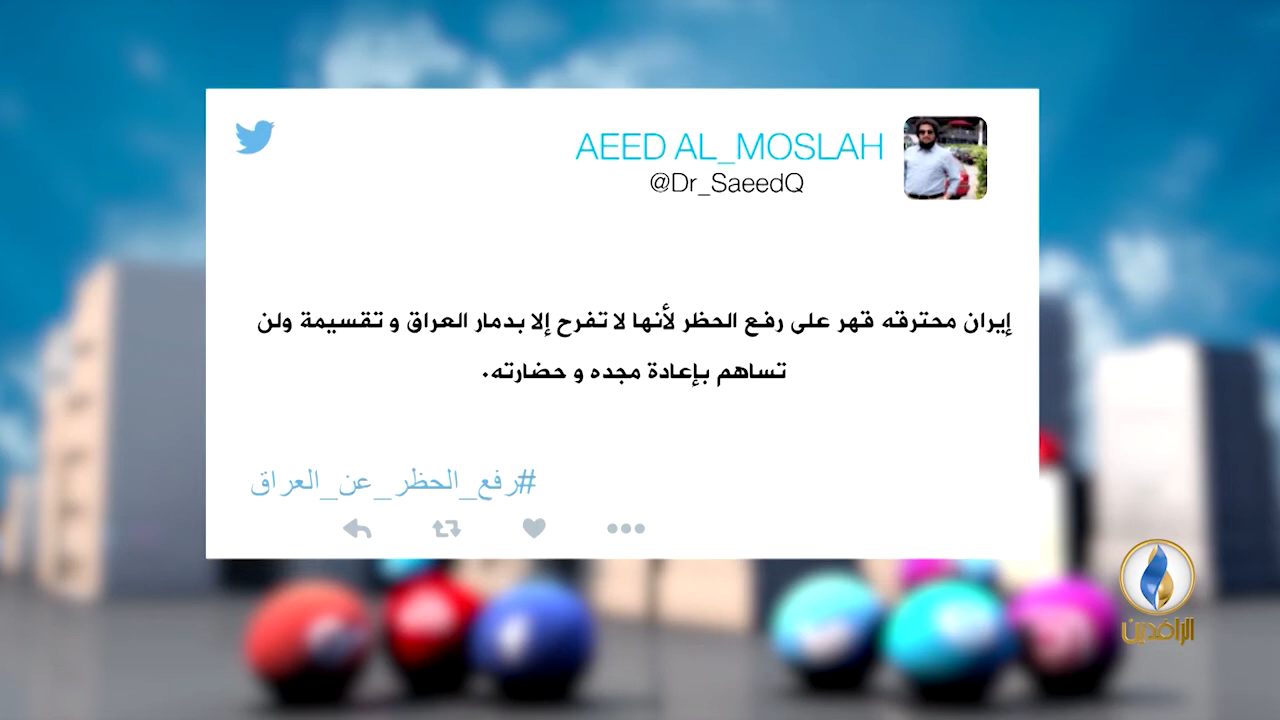 AEED AL_MOSLAH
@Dr_SaeedQ
إيران محترقه قهر على رفع الحظر لأنها لا تفرح إلا بدمار العراق و تقسيمة ولن
تساهم بإعادة مجده و حضارته.
#رفع_الحظر_عن_العراق
الرافدين